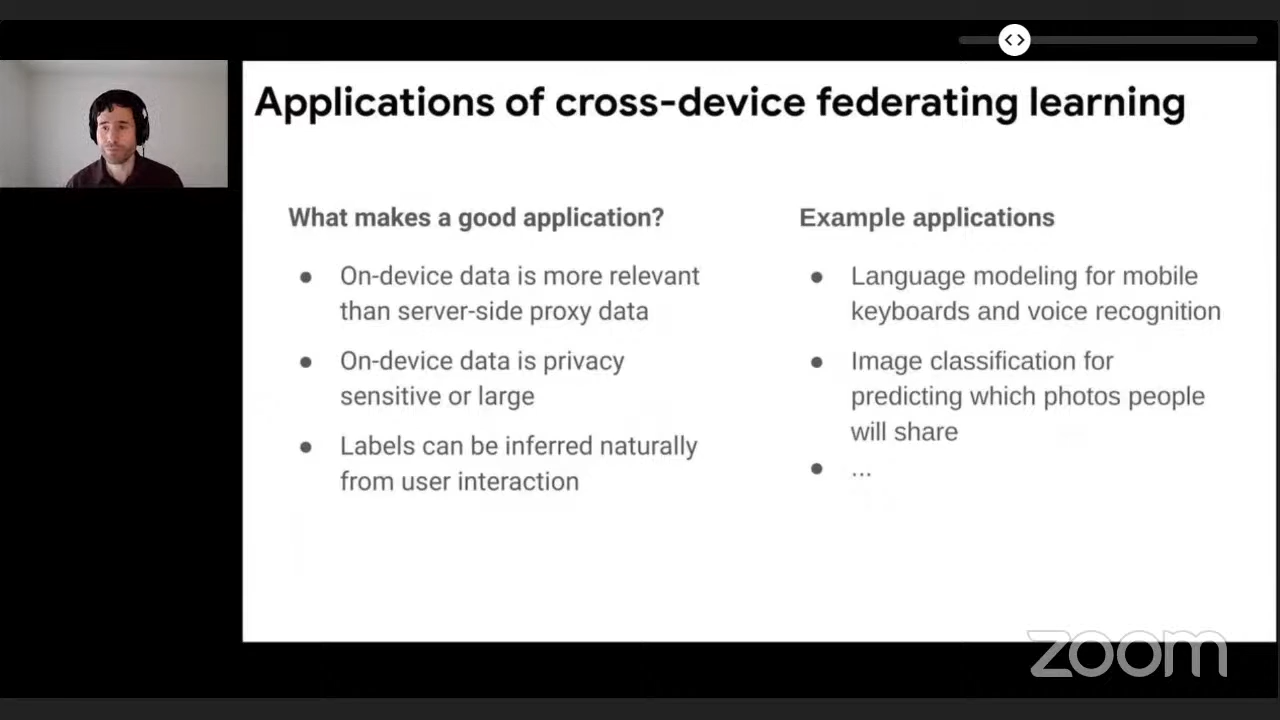 Applications of cross-device federating learning
What makes a good application?
● On-device data is more relevant
than server-side proxy data
● On-device data is privacy
sensitive or large
● Labels can be inferred naturally
from user interaction
Example applications
● Language modeling for mobile
keyboards and voice recognition
● Image classification for
predicting which photos people
will share
● ...
zoom